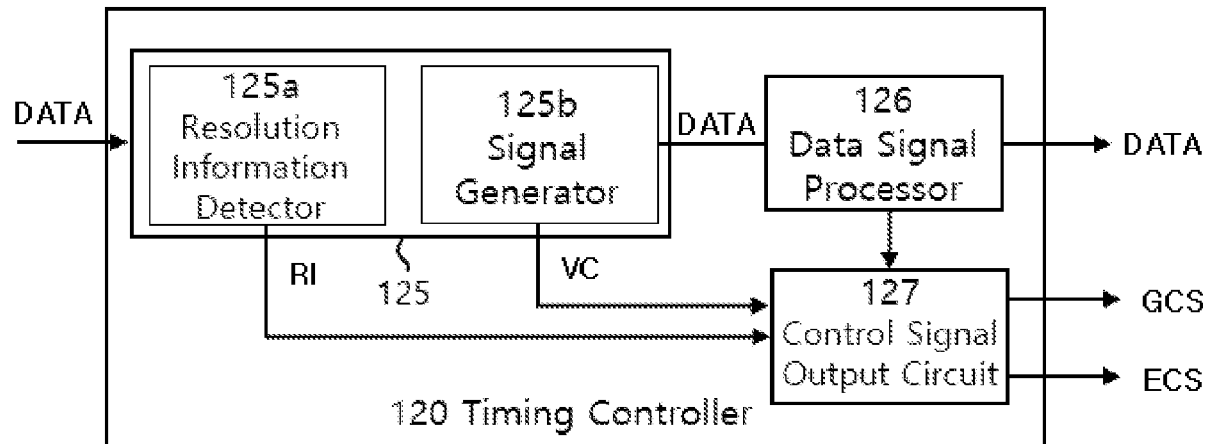 DATA
125a
Resolution
Information
Detector
125b
Signal
Generator
DATA
126
Data Signal
Processor
DATA
RI
125
VC
127
Control Signal
Output Circuit
GCS
ECS
120 Timing Controller